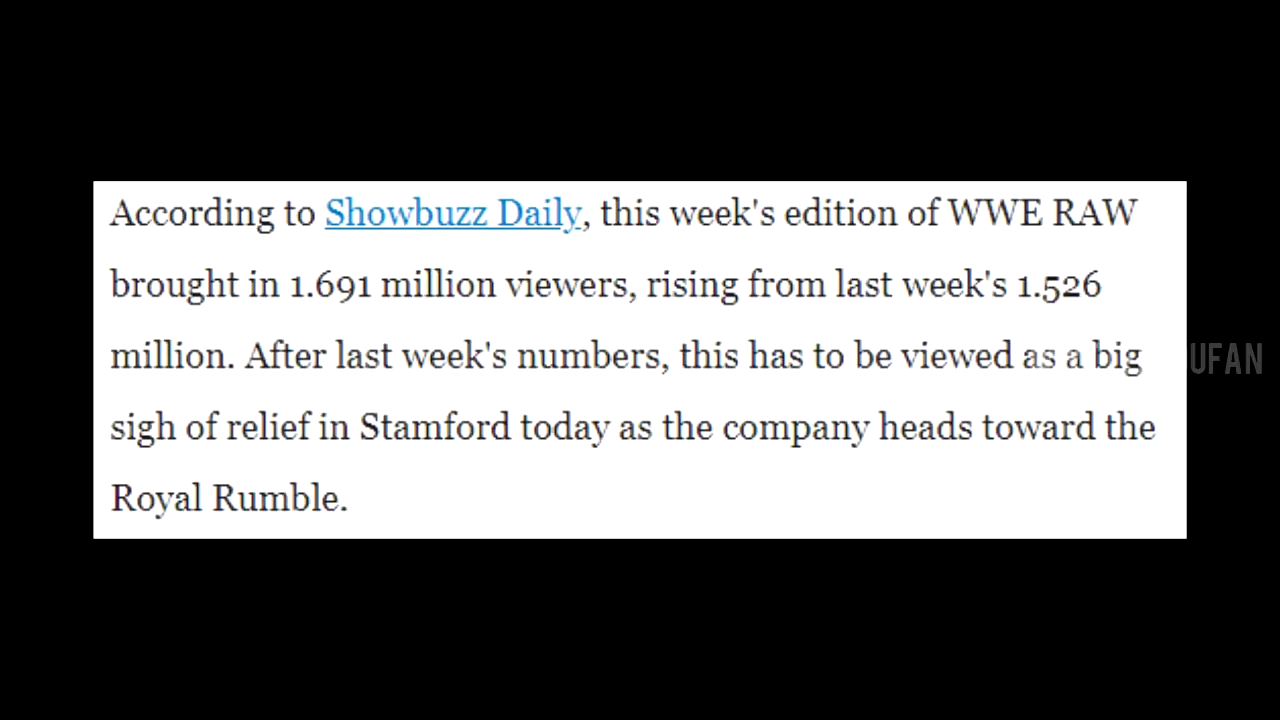 According to Showbuzz Daily, this week's edition of WWE RAW
brought in 1.691 million viewers, rising from last week's 1.526
million. After last week's numbers, this has to be viewed as a big
sigh of relief in Stamford today as the company heads toward the
Royal Rumble.
UFAN